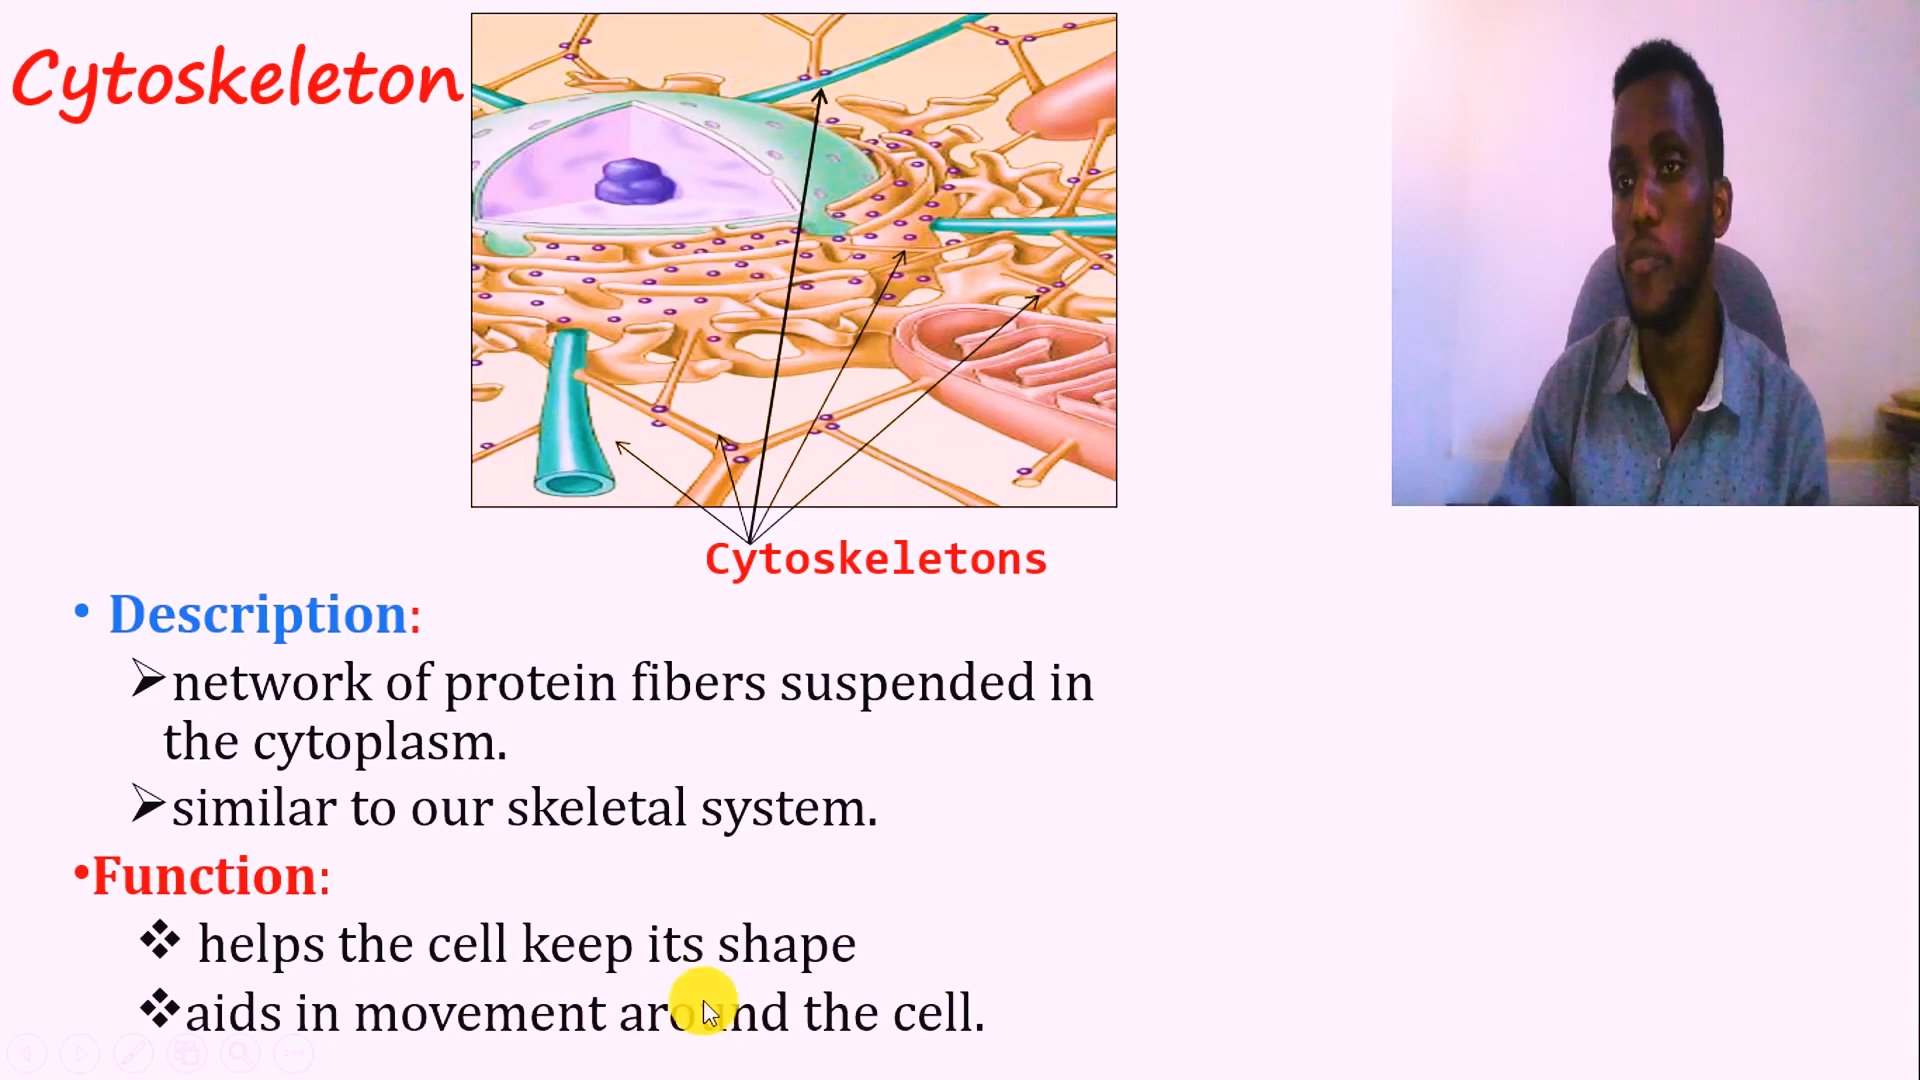 Cytoskeleton
Cytoskeletons
• Description:
➢network of protein fibers suspended in
the cytoplasm.
➢similar to our skeletal system.
•Function:
❖ helps the cell keep its shape
❖aids in movement around the cell.